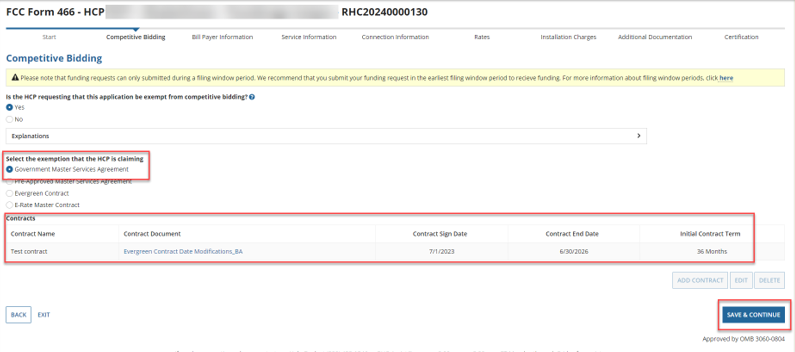 FCC Form 466 - HCP RHC20240000130
Start Competitive Bidding Bill Payer Information Service Information Connection Information Rates Installation Charges Additional Documentation Certification
Competitive Bidding
Please note that funding requests can only submitted during a filing window period. We recommend that you submit your funding request in the earliest filing window period to recieve funding. For more information about filing window periods, click here
Is the HCP requesting that this application be exempt from competitive bidding?
Yes
No
Explanations
Select the exemption that the HCP is claiming
Government Master Services Agreement
Pre-Approved Master Services Agreement
Evergreen Contract
E-Rate Master Contract
Contracts
Contract Name Contract Document Contract Sign Date Contract End Date Initial Contract Term
Test contract Evergreen Contract Date Modifications_BA 7/1/2023 6/30/2026 36 Months
ADD CONTRACT EDIT DELETE
BACK EXIT SAVE & CONTINUE
Approved by OMB 3060-0804